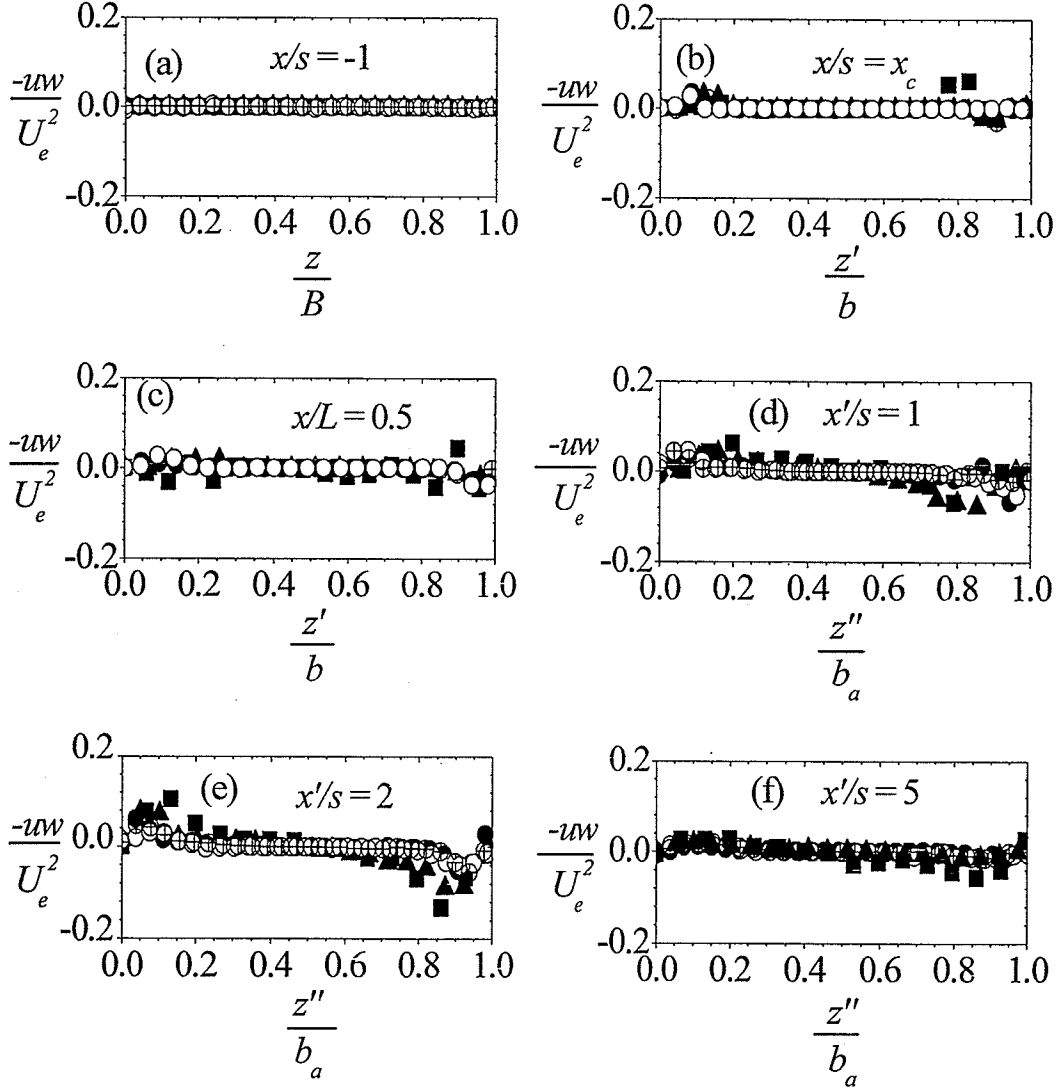 0.2
(a) x/s = -1
-uw
0.0
U_e^2
-0.2
0.0 0.2 0.4 0.6 0.8 1.0
z
B
0.2
(b) x/s = x_c
-uw
0.0
U_e^2
-0.2
0.0 0.2 0.4 0.6 0.8 1.0
z'
b
0.2
(c) x/L = 0.5
-uw
0.0
U_e^2
-0.2
0.0 0.2 0.4 0.6 0.8 1.0
z'
b
0.2
(d) x'/s = 1
-uw
0.0
U_e^2
-0.2
0.0 0.2 0.4 0.6 0.8 1.0
z"
b_a
0.2
(e) x'/s = 2
-uw
0.0
U_e^2
-0.2
0.0 0.2 0.4 0.6 0.8 1.0
z"
b_a
0.2
(f) x'/s = 5
-uw
0.0
U_e^2
-0.2
0.0 0.2 0.4 0.6 0.8 1.0
z"
b_a